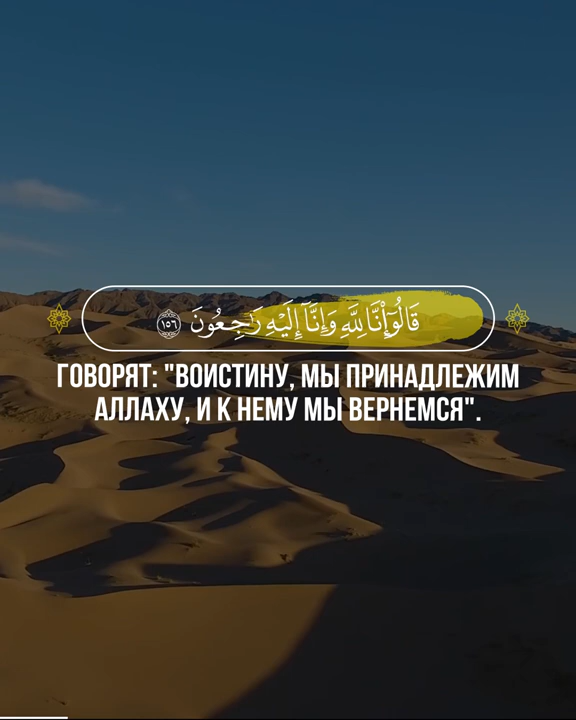 قَالُوٓا۟ إِنَّا لِلَّهِ وَإِنَّآ إِلَيْهِ رَٰجِعُونَ ١٥٦
ГОВОРЯТ: "ВОИСТИНУ, МЫ ПРИНАДЛЕЖИМ
АЛЛАХУ, И К НЕМУ МЫ ВЕРНЕМСЯ".